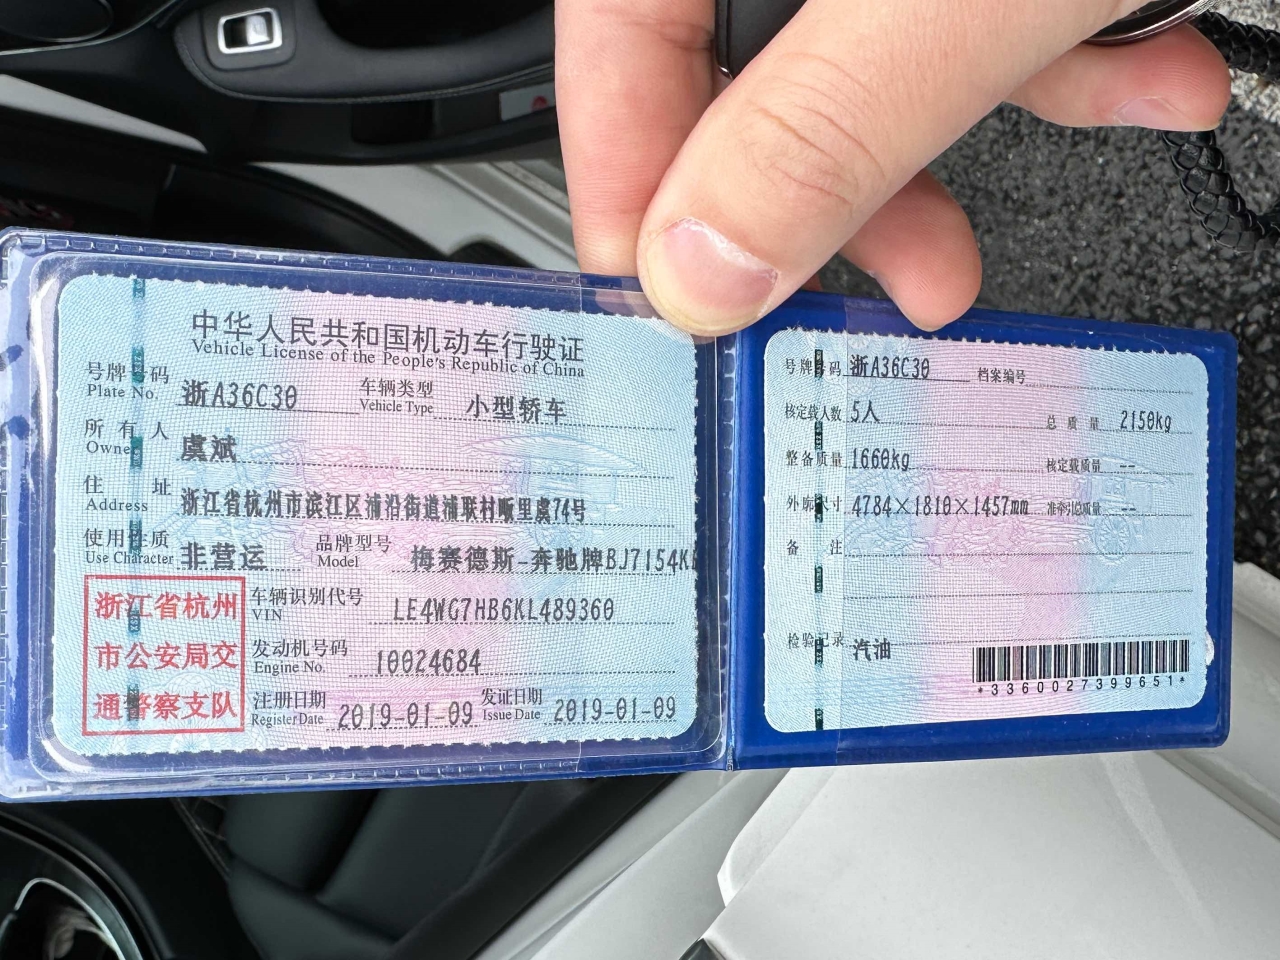 中华人民共和国机动车行驶证
Vehicle License of the People's Republic of China
号牌号码 浙A36C30 车辆类型 小型轿车
Plate No. Vehicle Type
所有人 虞斌
Owner
住址 浙江省杭州市滨江区浦沿街道浦联村畈里虞74号
Address
使用性质 非营运 品牌型号 梅赛德斯-奔驰牌BJ7154K
Use Character Model
浙江省杭州
市公安局交
通警察支队
车辆识别代号 LE4WG7HB6KL489360
VIN
发动机号码 10024684
Engine No.
注册日期 2019-01-09 发证日期 2019-01-09
Register Date Issue Date
号牌号码 浙A36C30 档案编号
核定载人数 5人 总质量 2150kg
整备质量 1660kg 核定载质量 --
外廓尺寸 4784×1810×1457mm 准牵引总质量 --
备注
检验记录 汽油
*3360027399651*